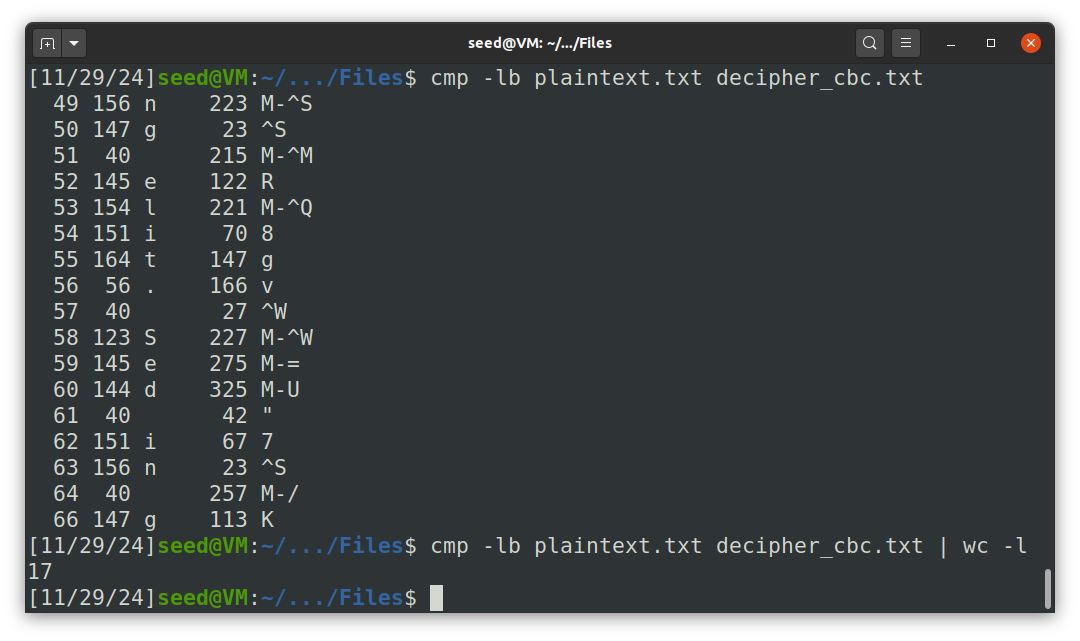 seed@VM: ~/.../Files
[11/29/24]seed@VM:~/.../Files$ cmp -lb plaintext.txt decipher_cbc.txt
  49 156 n    223 M-^S
  50 147 g     23 ^S
  51  40      215 M-^M
  52 145 e    122 R
  53 154 l    221 M-^Q
  54 151 i     70 8
  55 164 t    147 g
  56  56 .    166 v
  57  40       27 ^W
  58 123 S    227 M-^W
  59 145 e    275 M-=
  60 144 d    325 M-U
  61  40       42 "
  62 151 i     67 7
  63 156 n     23 ^S
  64  40      257 M-/
  66 147 g    113 K
[11/29/24]seed@VM:~/.../Files$ cmp -lb plaintext.txt decipher_cbc.txt | wc -l
17
[11/29/24]seed@VM:~/.../Files$